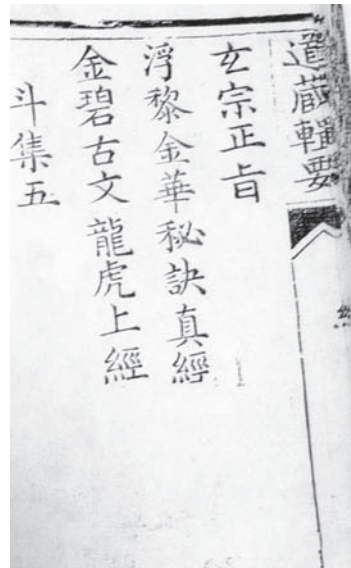 道藏輯要
玄宗正旨
浮黎金華秘訣真經
金碧古文龍虎上經
斗集五